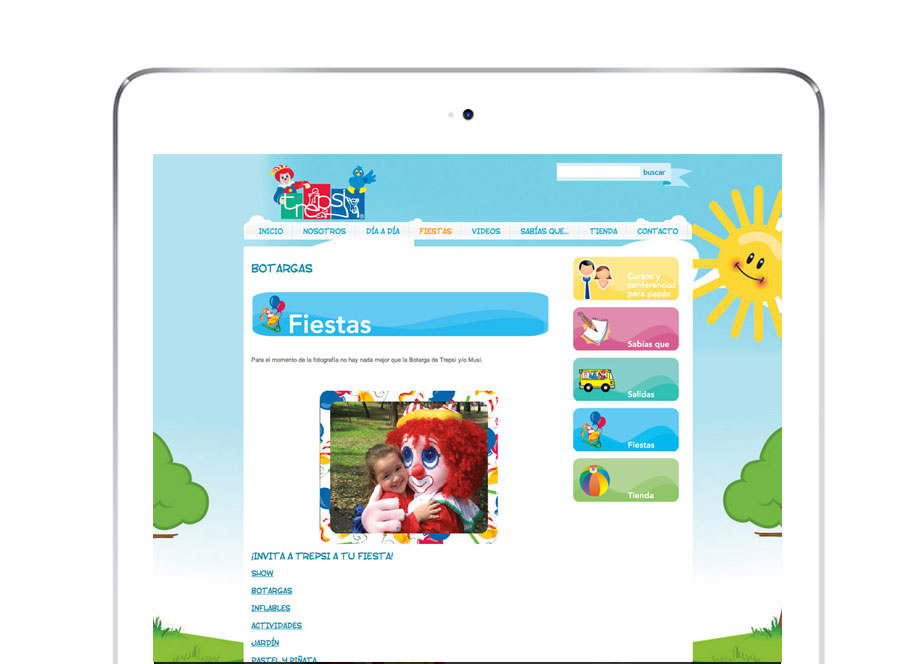 trepsi
buscar
INICIO NOSOTROS DÍA A DÍA FIESTAS VIDEOS SABÍAS QUE... TIENDA CONTACTO
BOTARGAS
Fiestas
Para el momento de la fotografía no hay nada mejor que la Botarga de Trepsi y/o Musi.
¡INVITA A TREPSI A TU FIESTA!
SHOW
BOTARGAS
INFLABLES
ACTIVIDADES
JARDÍN
PASTEL Y PIÑATA
Cursos y
conferencias
para papás
Sabías que
Salidas
Fiestas
Tienda